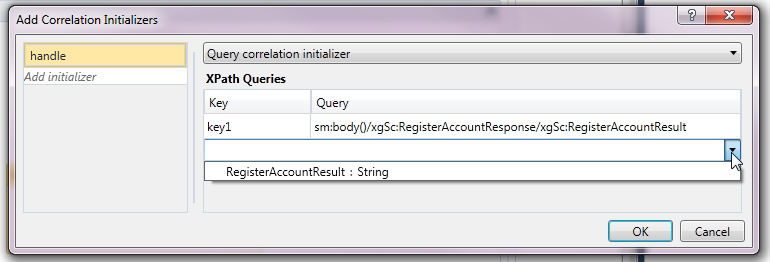 Add Correlation Initializers
?
handle
Add initializer
Query correlation initializer
XPath Queries
Key Query
key1 sm:body()/xgSc:RegisterAccountResponse/xgSc:RegisterAccountResult
RegisterAccountResult : String
OK Cancel